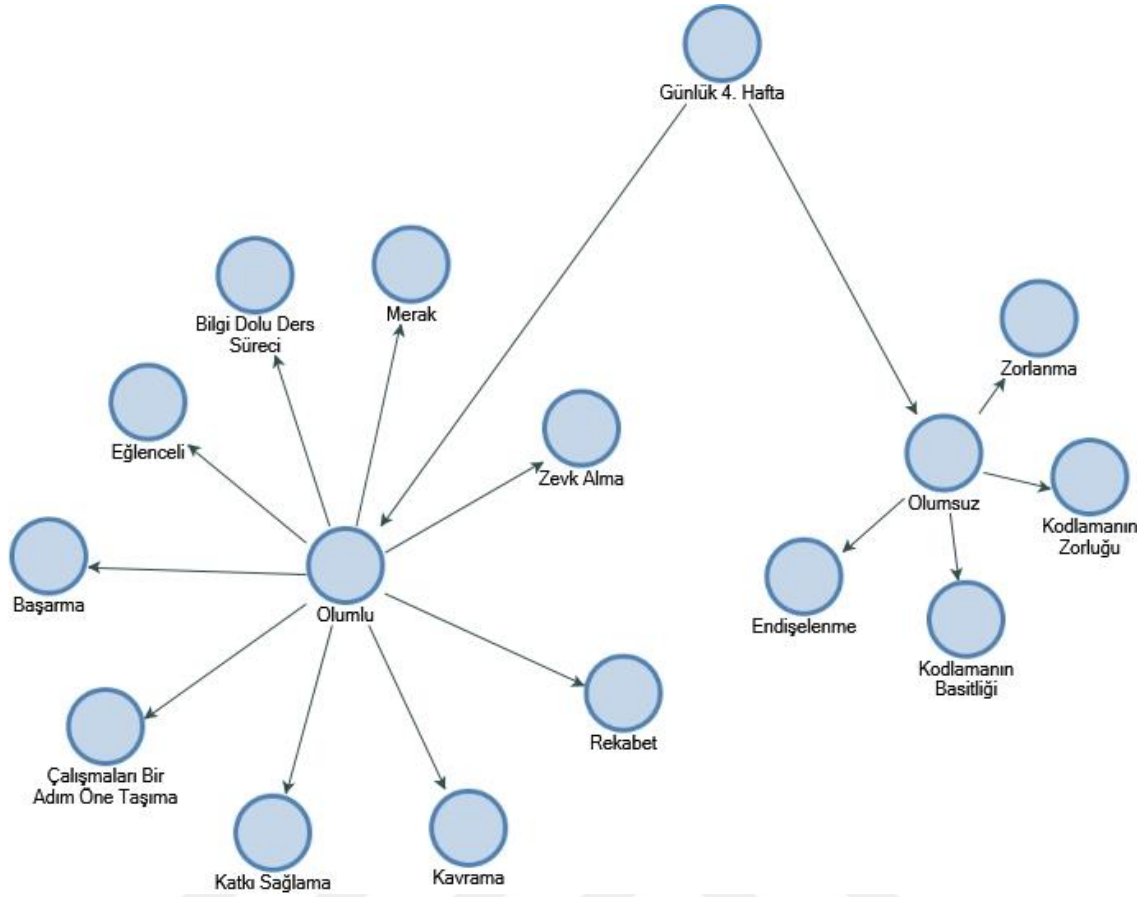 Günlük 4. Hafta
Merak
Bilgi Dolu Ders
Süreci
Zorlanma
Eğlenceli
Zevk Alma
Olumsuz
Kodlamanın
Zorluğu
Başarma
Olumlu
Endişelenme
Kodlamanın
Basitliği
Rekabet
Çalışmaları Bir
Adım Öne Taşıma
Katkı Sağlama
Kavrama